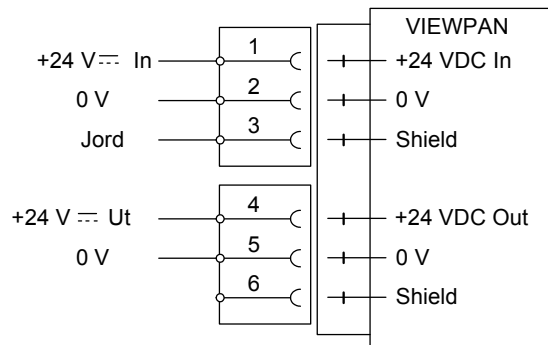 VIEWPAN
+24 V⎓ In 1 +24 VDC In
0 V 2 0 V
Jord 3 Shield
+24 V ⎓ Ut 4 +24 VDC Out
0 V 5 0 V
6 Shield